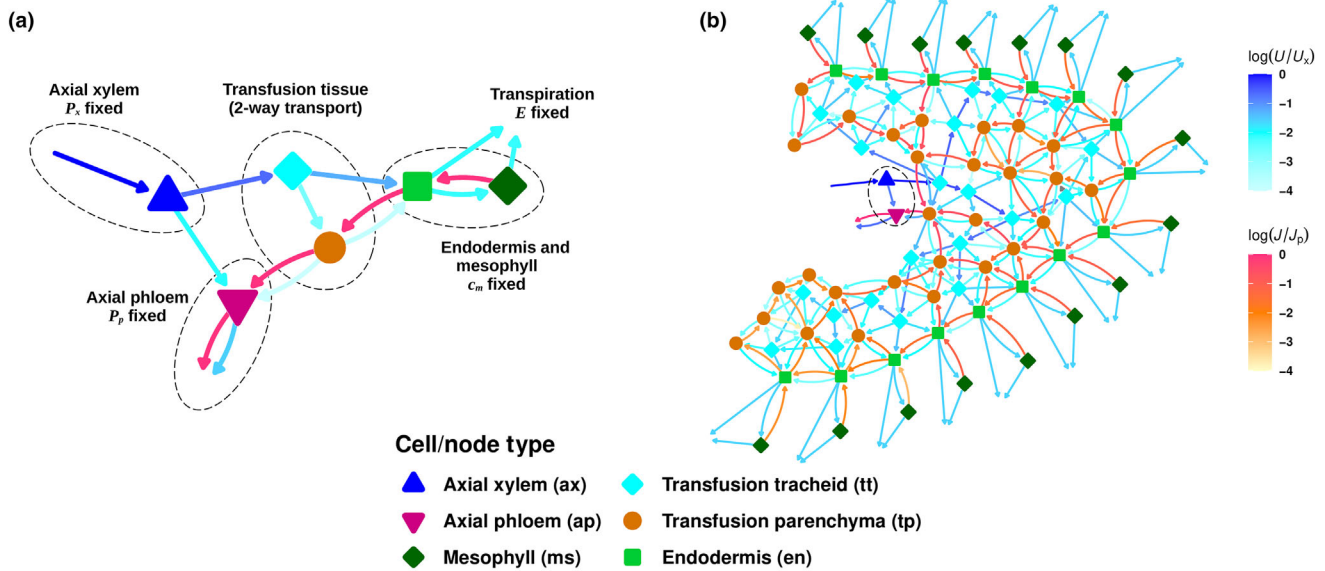 (a)
Axial xylem
Pₓ fixed
Transfusion tissue
(2-way transport)
Transpiration
E fixed
Endodermis and
mesophyll
cₘ fixed
Axial phloem
Pₚ fixed
(b)
log(U/Uₓ)
0
−1
−2
−3
−4
log(J/Jₚ)
0
−1
−2
−3
−4
Cell/node type
Axial xylem (ax)
Transfusion tracheid (tt)
Axial phloem (ap)
Transfusion parenchyma (tp)
Mesophyll (ms)
Endodermis (en)